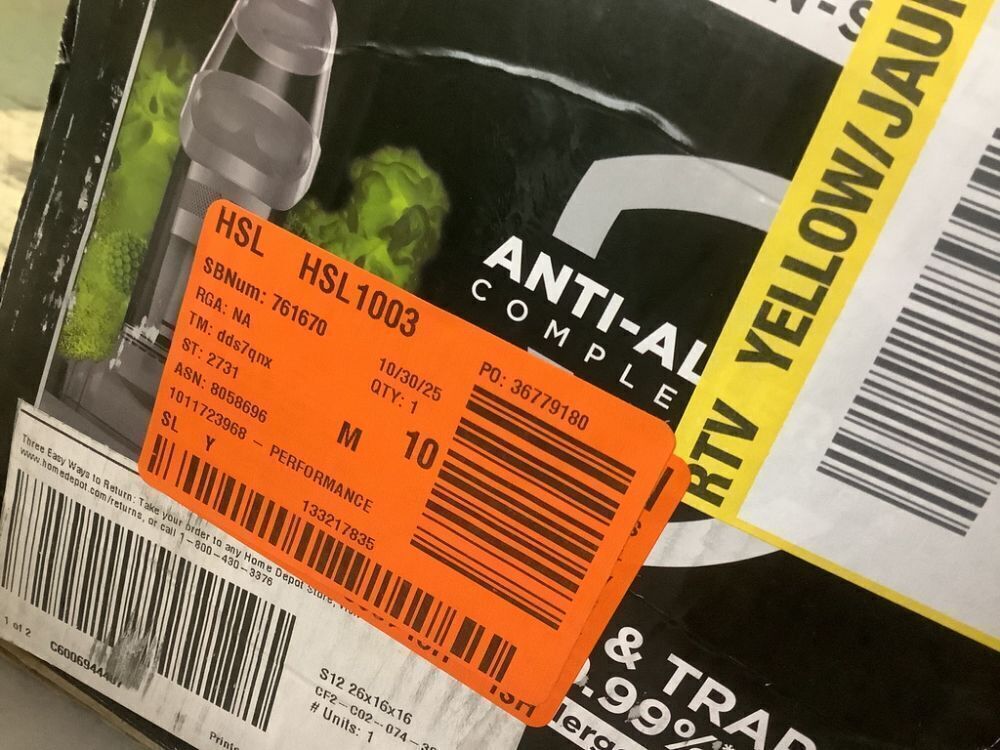 ANTI-AL
COMPLE
RTV YELLOW/JAU
HSL HSL1003
SBNum: 761670
RGA: NA
TM: dds7qnx
ST: 2731
ASN: 8058696
1011723968 - PERFORMANCE
SL Y
10/30/25
QTY: 1
M 10
PO: 36779180
133217835
Three Easy Ways to Return: Take your order to any Home Depot Store,
www.homedepot.com/returns, or call 1-800-430-3376
1 of 2
S12 26x16x16
# Units: 1
& TRAP
.99%